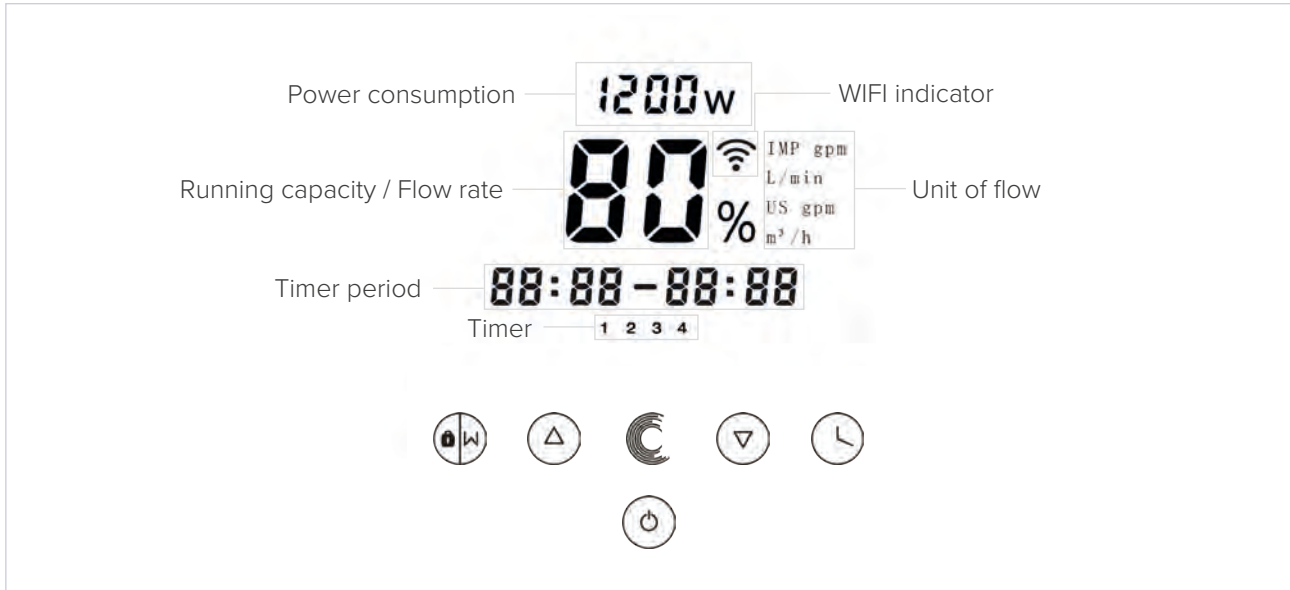 Power consumption
1200w
WIFI indicator
Running capacity / Flow rate
80
%
IMP gpm
L/min
US gpm
m³/h
Unit of flow
Timer period
88:88-88:88
Timer
1 2 3 4